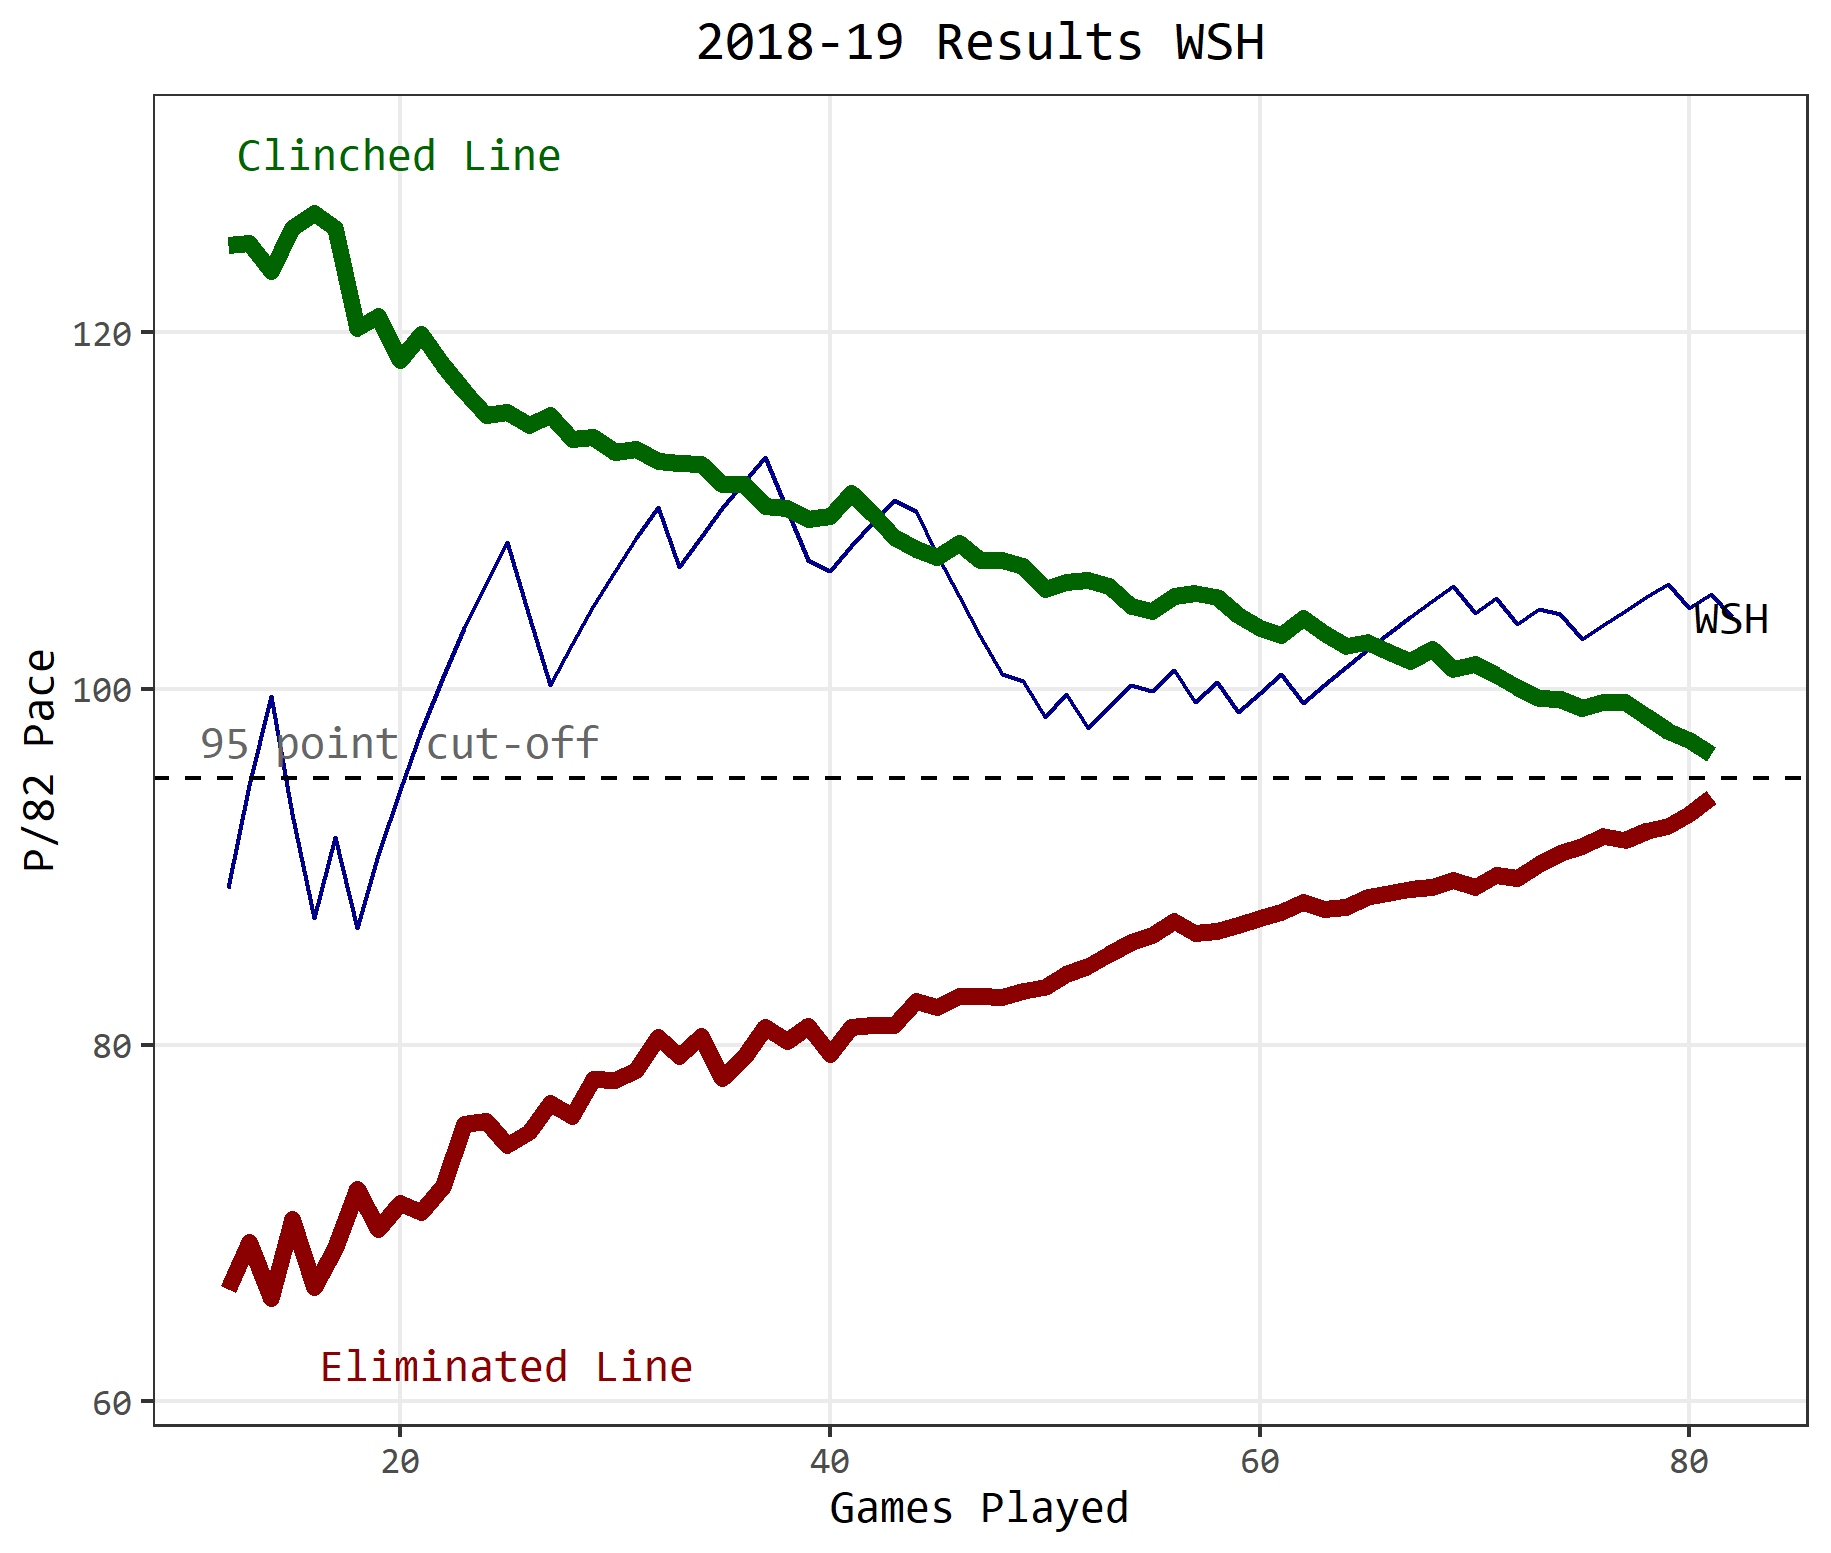 2018-19 Results WSH
Clinched Line
120
WSH
100
95 point cut-off
P/82 Pace
80
Eliminated Line
60
20 40 60 80
Games Played